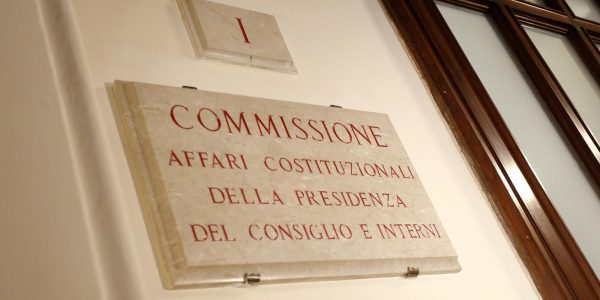 I
COMMISSIONE
AFFARI COSTITUZIONALI
DELLA PRESIDENZA
DEL CONSIGLIO E INTERNI